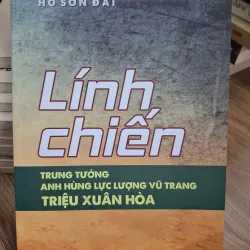 HỒ SƠN ĐÀI
Lính
chiến
TRUNG TƯỚNG
ANH HÙNG LỰC LƯỢNG VŨ TRANG
TRIỆU XUÂN HÒA